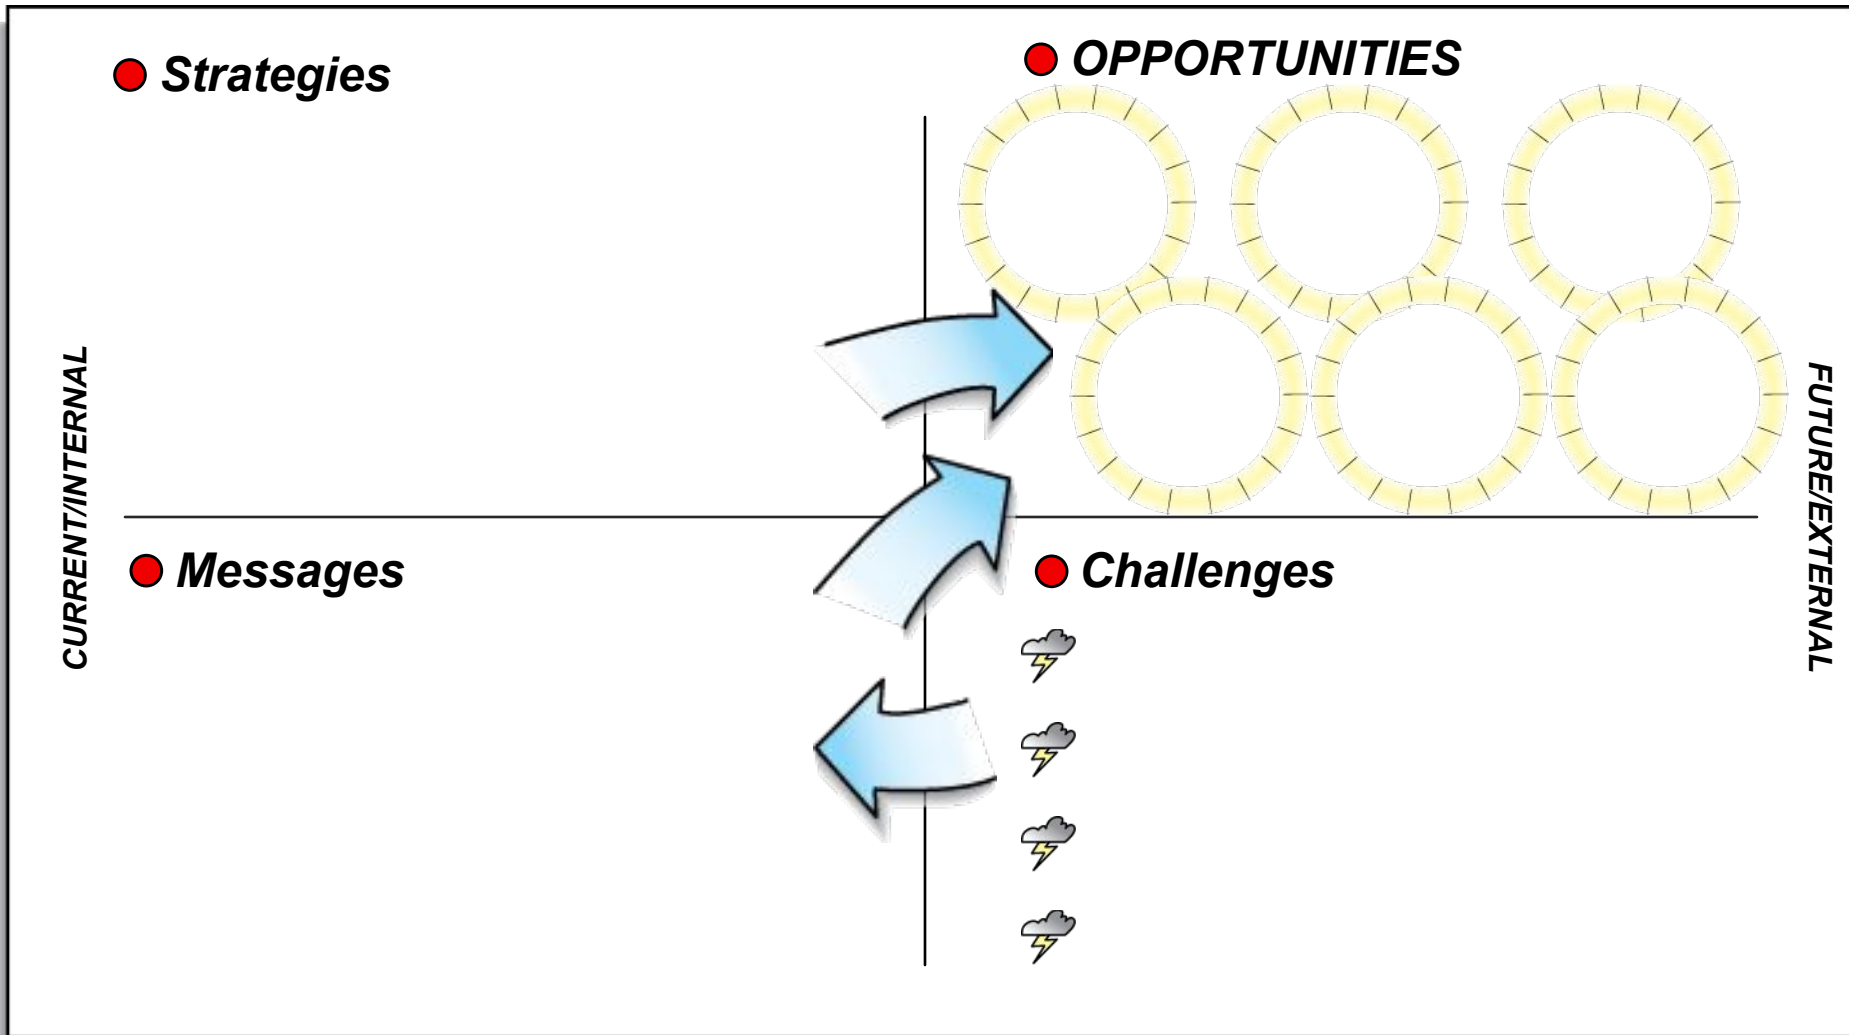 Strategies
OPPORTUNITIES
CURRENT/INTERNAL
FUTURE/EXTERNAL
Messages
Challenges